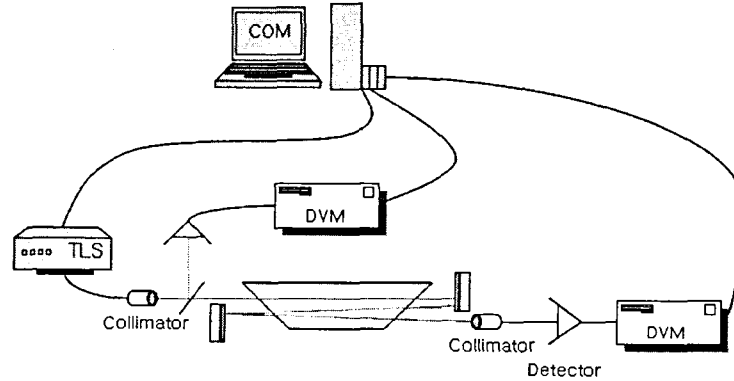 COM
DVM
TLS
Collimator
Collimator
DVM
Detector